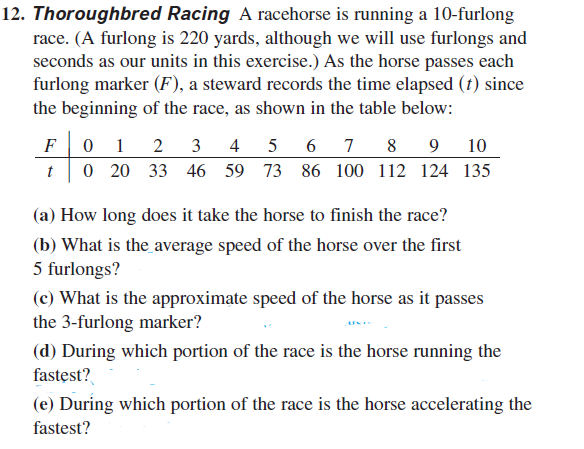 12. Thoroughbred Racing A racehorse is running a 10-furlong
race. (A furlong is 220 yards, although we will use furlongs and
seconds as our units in this exercise.) As the horse passes each
furlong marker (F), a steward records the time elapsed (t) since
the beginning of the race, as shown in the table below:
F 0 1 2 3 4 5 6 7 8 9 10
t 0 20 33 46 59 73 86 100 112 124 135
(a) How long does it take the horse to finish the race?
(b) What is the average speed of the horse over the first
5 furlongs?
(c) What is the approximate speed of the horse as it passes
the 3-furlong marker?
(d) During which portion of the race is the horse running the
fastest?
(e) During which portion of the race is the horse accelerating the
fastest?